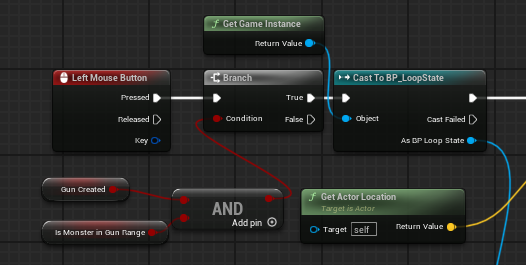 Get Game Instance
Return Value
Left Mouse Button
Pressed
Released
Key
Branch
True
Condition
False
Cast To BP_LoopState
Cast Failed
Object
As BP Loop State
Gun Created
Is Monster in Gun Range
AND
Add pin
Get Actor Location
Target is Actor
Target
self
Return Value